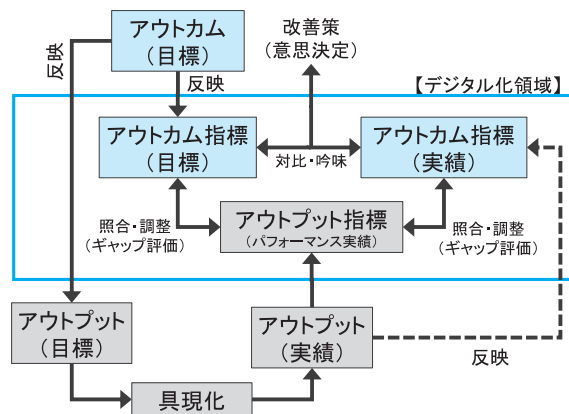 アウトカム
(目標)
改善策
(意思決定)
反映
反映
【デジタル化領域】
アウトカム指標
(目標)
対比・吟味
アウトカム指標
(実績)
照合・調整
(ギャップ評価)
アウトプット指標
(パフォーマンス実績)
照合・調整
(ギャップ評価)
アウトプット
(目標)
アウトプット
(実績)
反映
具現化